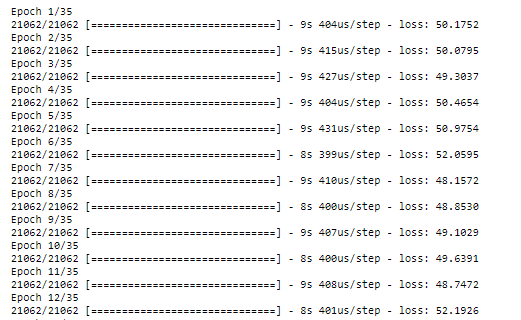 Epoch 1/35
21062/21062 [==============================] - 9s 404us/step - loss: 50.1752
Epoch 2/35
21062/21062 [==============================] - 9s 415us/step - loss: 50.0795
Epoch 3/35
21062/21062 [==============================] - 9s 427us/step - loss: 49.3037
Epoch 4/35
21062/21062 [==============================] - 9s 404us/step - loss: 50.4654
Epoch 5/35
21062/21062 [==============================] - 9s 431us/step - loss: 50.9754
Epoch 6/35
21062/21062 [==============================] - 8s 399us/step - loss: 52.0595
Epoch 7/35
21062/21062 [==============================] - 9s 410us/step - loss: 48.1572
Epoch 8/35
21062/21062 [==============================] - 8s 400us/step - loss: 48.8530
Epoch 9/35
21062/21062 [==============================] - 9s 407us/step - loss: 49.1029
Epoch 10/35
21062/21062 [==============================] - 8s 400us/step - loss: 49.6391
Epoch 11/35
21062/21062 [==============================] - 9s 408us/step - loss: 48.7472
Epoch 12/35
21062/21062 [==============================] - 8s 401us/step - loss: 52.1926